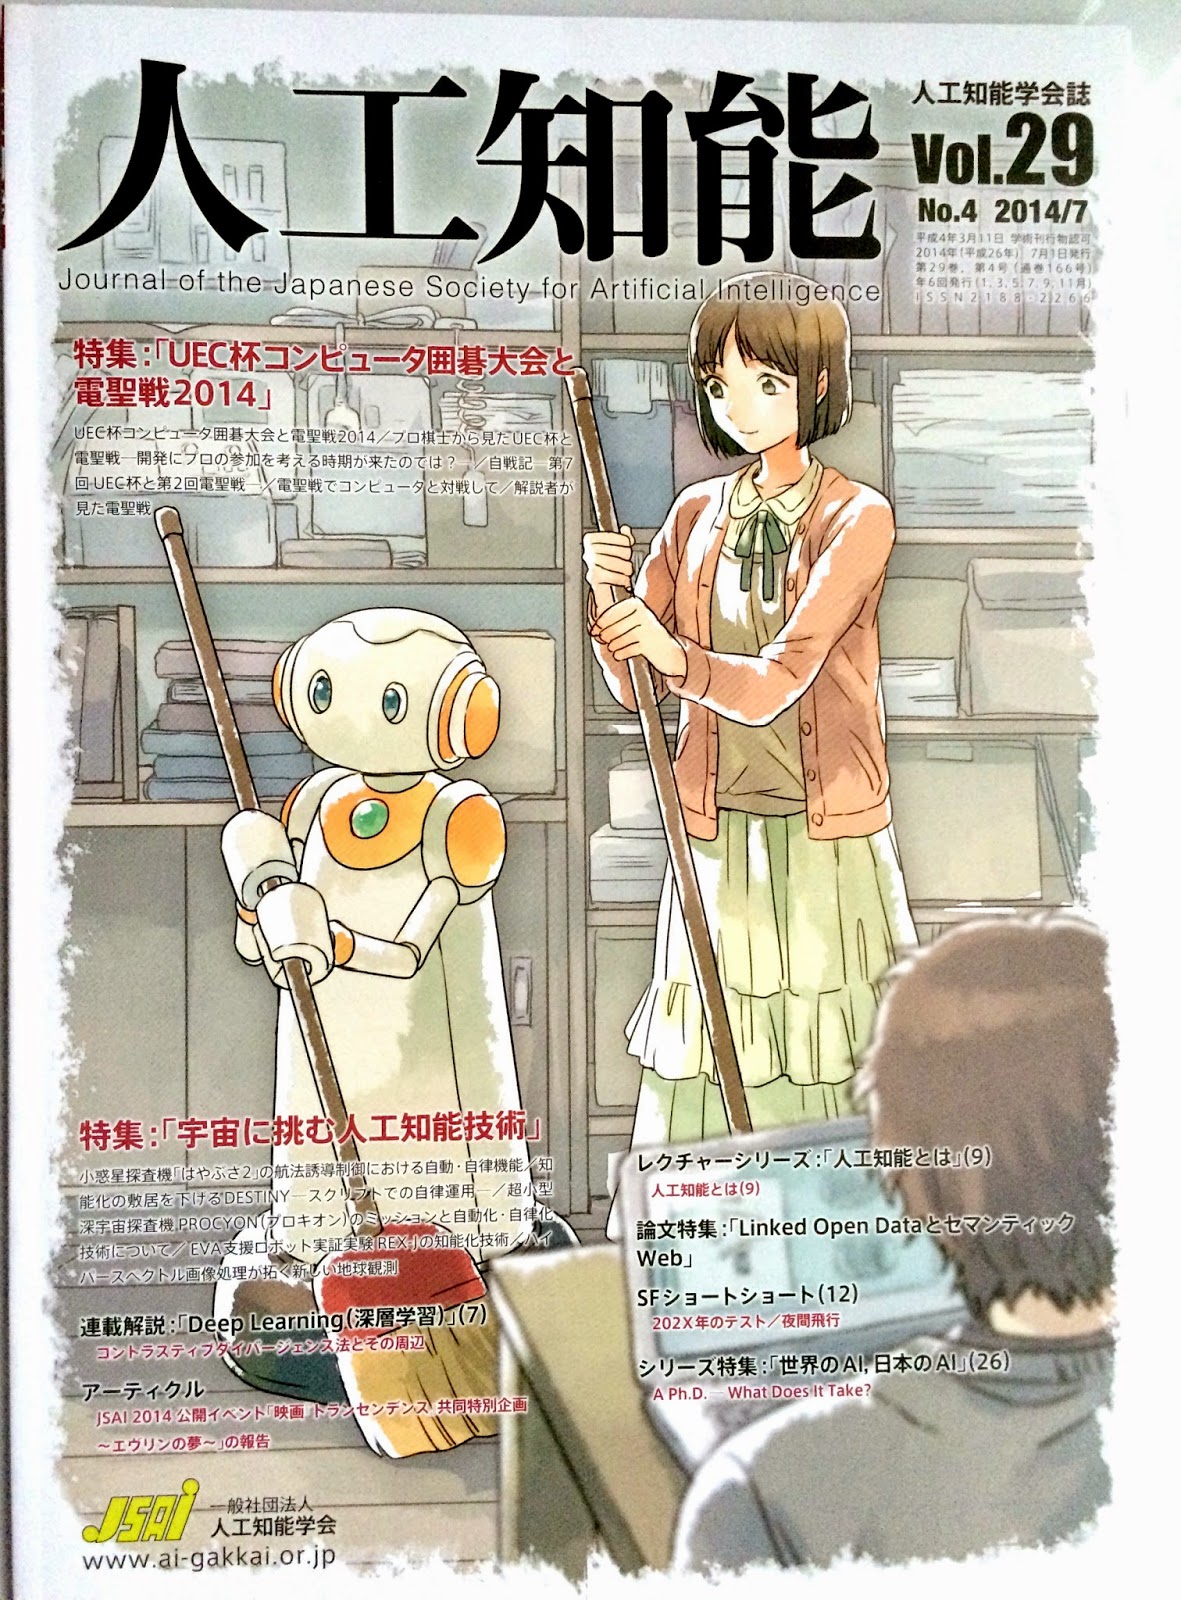 人工知能
Journal of the Japanese Society for Artificial Intelligence
人工知能学会誌
Vol.29
No.4 2014/7
平成4年3月11日 学術刊行物認可
2014年(平成26年) 7月1日発行
第29巻, 第4号(通巻166号)
年6回発行(1,3,5,7,9,11月)
ISSN2188-2266
特集:「UEC杯コンピュータ囲碁大会と
電聖戦2014」
UEC杯コンピュータ囲碁大会と電聖戦2014／プロ棋士から見たUEC杯と
電聖戦─開発にプロの参加を考える時期が来たのでは？─／自戦記─第7
回 UEC杯と第2回電聖戦─／電聖戦でコンピュータと対戦して／解説者が
見た電聖戦
特集:「宇宙に挑む人工知能技術」
小惑星探査機「はやぶさ2」の航法誘導制御における自動・自律機能／知
能化の敷居を下げるDESTINY─スクリプトでの自律運用─／超小型
深宇宙探査機 PROCYON(プロキオン)のミッションと自動化・自律化
技術について／ EVA支援ロボット実証実験 REX-Jの知能化技術／ハイ
パースペクトル画像処理が拓く新しい地球観測
連載解説:「Deep Learning(深層学習)」(7)
コントラスティブダイバージェンス法とその周辺
アーティクル
JSAI 2014 公開イベント「映画 トランセンデンス 共同特別企画
～エヴリンの夢～」の報告
レクチャーシリーズ:「人工知能とは」(9)
人工知能とは(9)
論文特集:「Linked Open Dataとセマンティック
Web」
SFショートショート(12)
202X年のテスト／夜間飛行
シリーズ特集:「世界のAI, 日本のAI」(26)
A Ph.D.─What Does It Take?
JSAI
一般社団法人
人工知能学会
www.ai-gakkai.or.jp